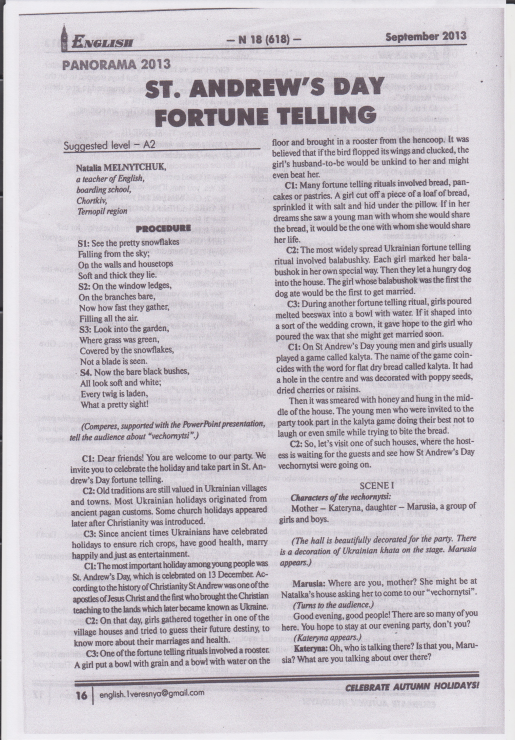 ENGLISH
– N 18 (618) –
September 2013
PANORAMA 2013
ST. ANDREW'S DAY
FORTUNE TELLING
Suggested level – A2
Natalia MELNYTCHUK,
a teacher of English,
boarding school,
Chortkiv,
Ternopil region
PROCEDURE
S1: See the pretty snowflakes
Falling from the sky;
On the walls and housetops
Soft and thick they lie.
S2: On the window ledges,
On the branches bare,
Now how fast they gather,
Filling all the air.
S3: Look into the garden,
Where grass was green,
Covered by the snowflakes,
Not a blade is seen.
S4. Now the bare black bushes,
All look soft and white;
Every twig is laden,
What a pretty sight!
(Comperes, supported with the PowerPoint presentation,
tell the audience about "vechornytsi".)
C1: Dear friends! You are welcome to our party. We
invite you to celebrate the holiday and take part in St. An-
drew's Day fortune telling.
C2: Old traditions are still valued in Ukrainian villages
and towns. Most Ukrainian holidays originated from
ancient pagan customs. Some church holidays appeared
later after Christianity was introduced.
C3: Since ancient times Ukrainians have celebrated
holidays to ensure rich crops, have good health, marry
happily and just as entertainment.
C1: The most important holiday among young people was
St. Andrew's Day, which is celebrated on 13 December. Ac-
cording to the history of Christianity St Andrew was one of the
apostles of Jesus Christ and the first who brought the Christian
teaching to the lands which later became known as Ukraine.
C2: On that day, girls gathered together in one of the
village houses and tried to guess their future destiny, to
know more about their marriages and health.
C3: One of the fortune telling rituals involved a rooster.
A girl put a bowl with grain and a bowl with water on the
floor and brought in a rooster from the hencoop. It was
believed that if the bird flopped its wings and clucked, the
girl's husband-to-be would be unkind to her and might
even beat her.
C1: Many fortune telling rituals involved bread, pan-
cakes or pastries. A girl cut off a piece of a loaf of bread,
sprinkled it with salt and hid under the pillow. If in her
dreams she saw a young man with whom she would share
the bread, it would be the one with whom she would share
her life.
C2: The most widely spread Ukrainian fortune telling
ritual involved balabushky. Each girl marked her bala-
bushok in her own special way. Then they let a hungry dog
into the house. The girl whose balabushok was the first the
dog ate would be the first to get married.
C3: During another fortune telling ritual, girls poured
melted beeswax into a bowl with water. If it shaped into
a sort of the wedding crown, it gave hope to the girl who
poured the wax that she might get married soon.
C1: On St Andrew's Day young men and girls usually
played a game called kalyta. The name of the game coin-
cides with the word for flat dry bread called kalyta. It had
a hole in the centre and was decorated with poppy seeds,
dried cherries or raisins.
Then it was smeared with honey and hung in the mid-
dle of the house. The young men who were invited to the
party took part in the kalyta game doing their best not to
laugh or even smile while trying to bite the bread.
C2: So, let's visit one of such houses, where the host-
ess is waiting for the guests and see how St Andrew's Day
vechornytsi were going on.
SCENE I
Characters of the vechornytsi:
Mother – Kateryna, daughter – Marusia, a group of
girls and boys.
(The hall is beautifully decorated for the party. There
is a decoration of Ukrainian khata on the stage. Marusia
appears.)
Marusia: Where are you, mother? She might be at
Natalka's house asking her to come to our "vechornytsi".
(Turns to the audience.)
Good evening, good people! There are so many of you
here. You hope to stay at our evening party, don't you?
(Kateryna appears.)
Kateryna: Oh, who is talking there? Is that you, Maru-
sia? What are you talking about over there?
16
english.1veresnya@gmail.com
CELEBRATE AUTUMN HOLIDAYS!